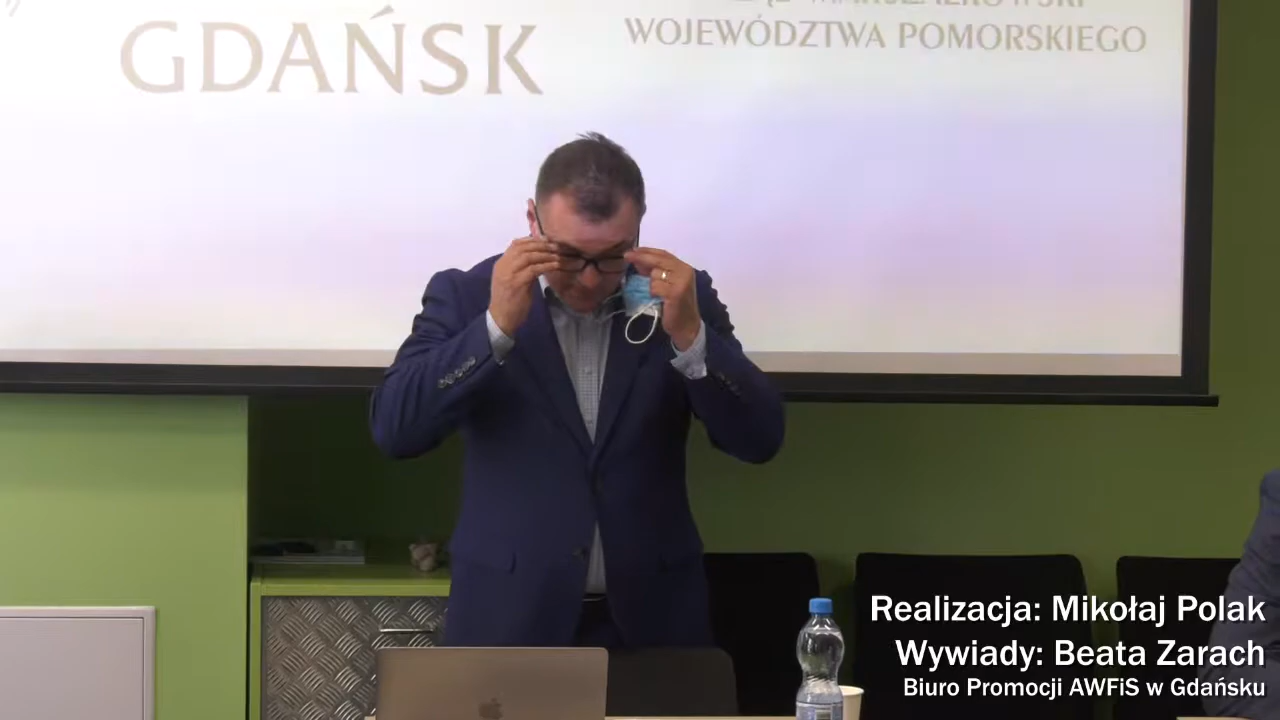 GDAŃSK
WOJEWÓDZTWA POMORSKIEGO
Realizacja: Mikołaj Polak
Wywiady: Beata Zarach
Biuro Promocji AWFiS w Gdańsku